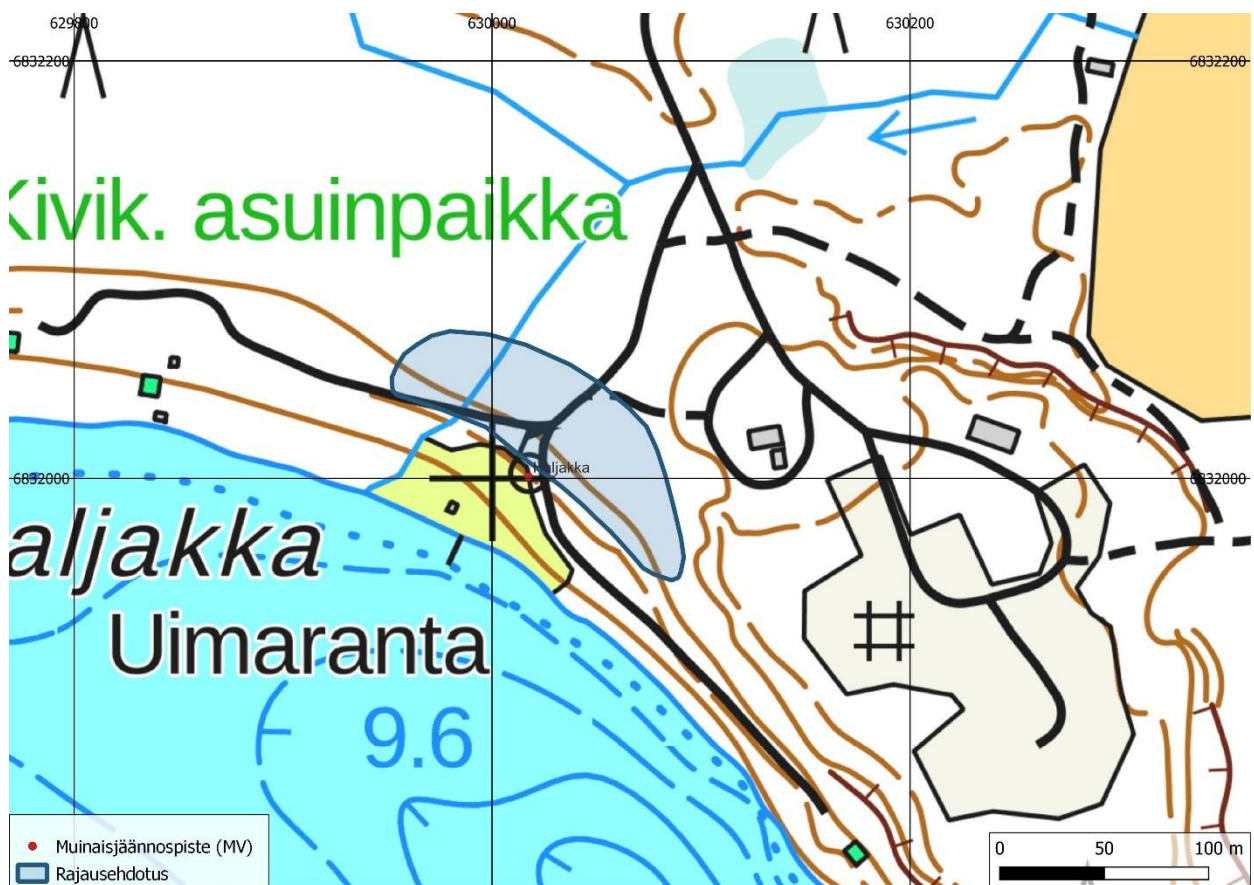 629800 630000 630200
6832200 6832200
Kivik. asuinpaikka
Kaljakka
6832000 6832000
aljakka
Uimaranta
9.6
Muinaisjäännospiste (MV)
Rajausehdotus
0 50 100 m